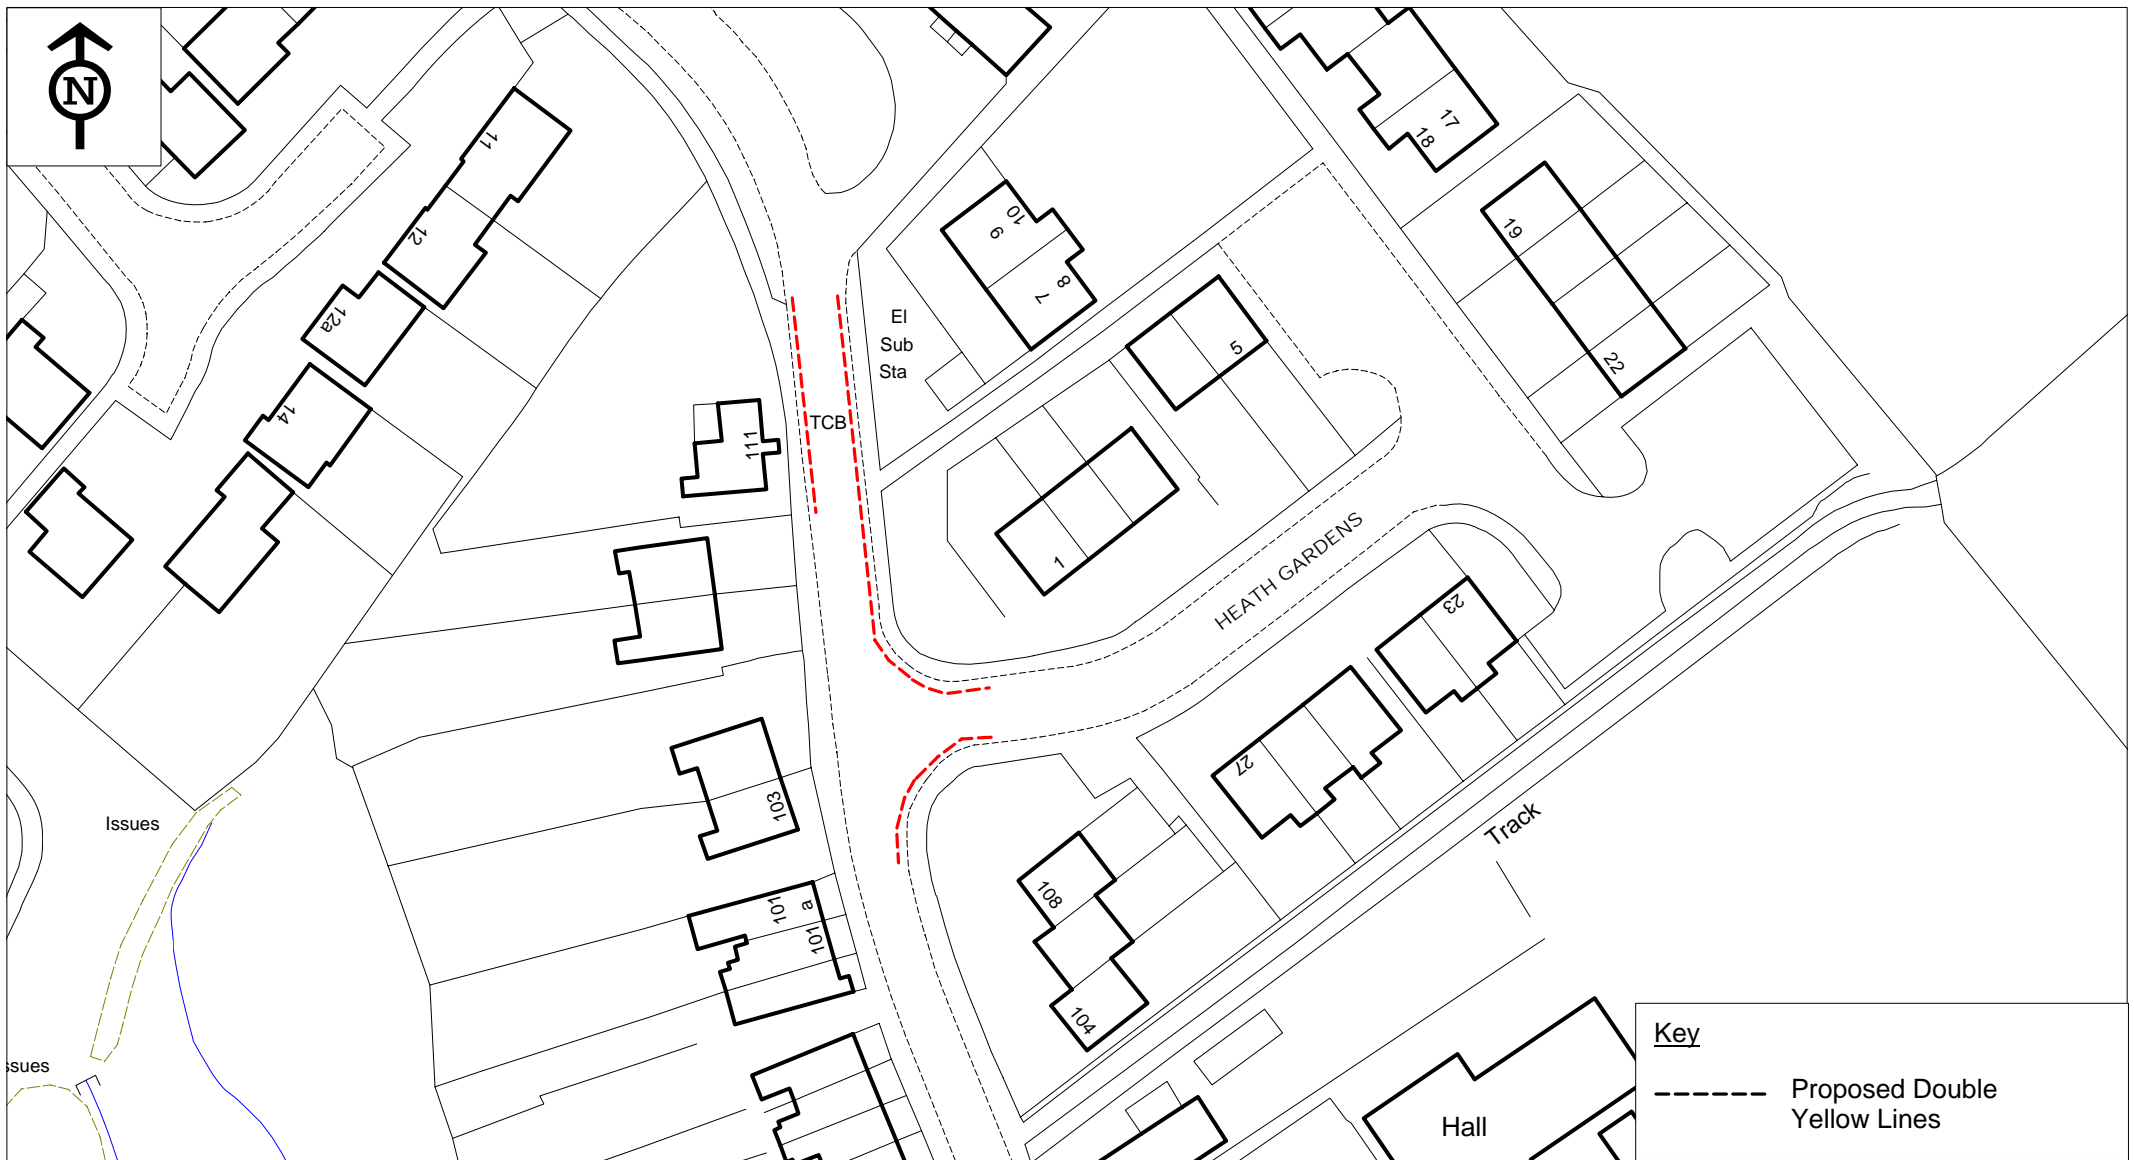 N
11
12
12a
14
17
18
19
22
10
9
8
7
5
1
El
Sub
Sta
TCB
111
HEATH GARDENS
23
27
103
101
a
101
108
104
Track
Issues
ssues
Hall
Key
Proposed Double
Yellow Lines